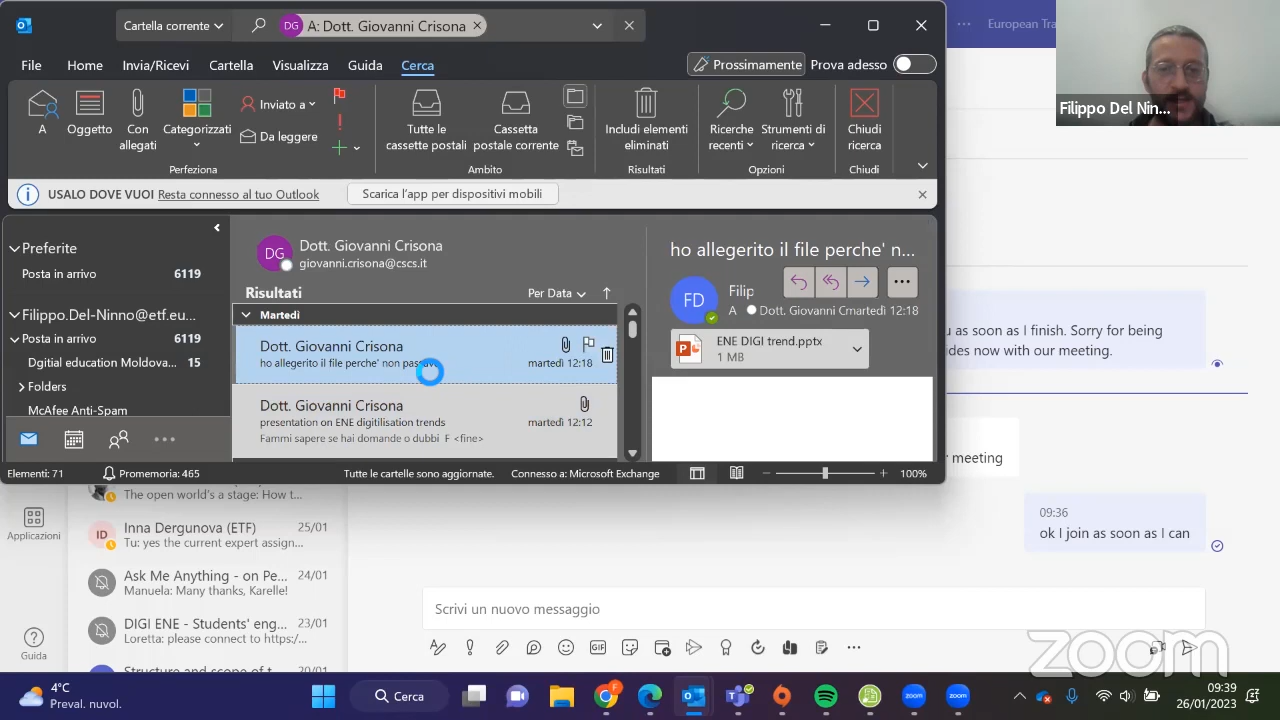 Cartella corrente
DG A: Dott. Giovanni Crisona
European Tra
File Home Invia/Ricevi Cartella Visualizza Guida Cerca
Prossimamente Prova adesso
A Oggetto Con allegati Categorizzati
Inviato a
Da leggere
Perfeziona
Tutte le cassette postali
Cassetta postale corrente
Ambito
Includi elementi eliminati
Risultati
Ricerche recenti
Strumenti di ricerca
Opzioni
Chiudi ricerca
Chiudi
Filippo Del Nin...
USALO DOVE VUOI Resta connesso al tuo Outlook
Scarica l'app per dispositivi mobili
Preferite
Posta in arrivo 6119
Filippo.Del-Ninno@etf.eu...
Posta in arrivo 6119
Dgitial education Moldova... 15
Folders
McAfee Anti-Spam
DG
Dott. Giovanni Crisona
giovanni.crisona@cscs.it
Risultati
Per Data
Martedì
Dott. Giovanni Crisona
ho allegerito il file perche' non
martedì 12:18
Dott. Giovanni Crisona
presentation on ENE digitilisation trends
martedì 12:12
Fammi sapere se hai domande o dubbi F <fine>
ho allegerito il file perche' n...
FD
Filip
A Dott. Giovanni C martedì 12:18
ENE DIGI trend.pptx
1 MB
Elementi: 71
Promemoria: 465
Tutte le cartelle sono aggiornate.
Connesso a: Microsoft Exchange
100%
u as soon as I finish. Sorry for being
ides now with our meeting.
meeting
09:36
ok I join as soon as I can
The open world's a stage: How t...
Applicazioni
ID
Inna Dergunova (ETF) 25/01
Tu: yes the current expert assign...
Ask Me Anything - on Pe... 24/01
Manuela: Many thanks, Karelle!
DIGI ENE - Students' eng... 23/01
Loretta: please connect to https:/...
Structure and scope of t... 20/01
Guida
Scrivi un nuovo messaggio
GIF
zoom
4°C
Preval. nuvol.
Cerca
zoom
zoom
09:39
26/01/2023